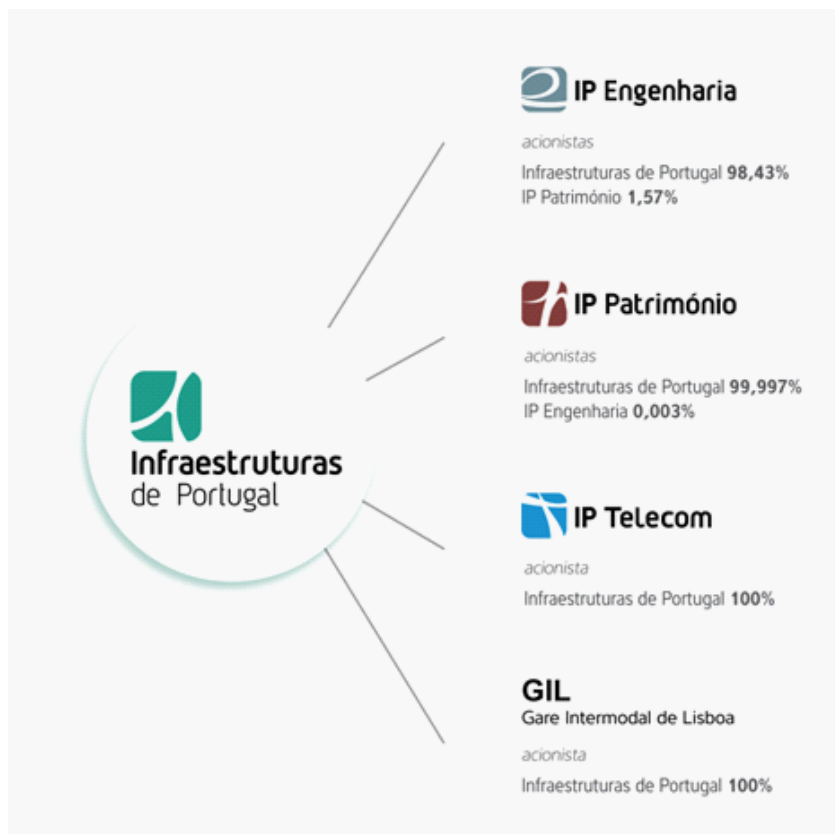 Infraestruturas
de Portugal
IP Engenharia
acionistas
Infraestruturas de Portugal 98,43%
IP Património 1,57%
IP Património
acionistas
Infraestruturas de Portugal 99,997%
IP Engenharia 0,003%
IP Telecom
acionista
Infraestruturas de Portugal 100%
GIL
Gare Intermodal de Lisboa
acionista
Infraestruturas de Portugal 100%